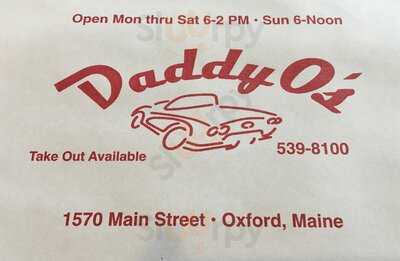 Open Mon thru Sat 6-2 PM • Sun 6-Noon
Daddy O's
539-8100
Take Out Available
1570 Main Street • Oxford, Maine